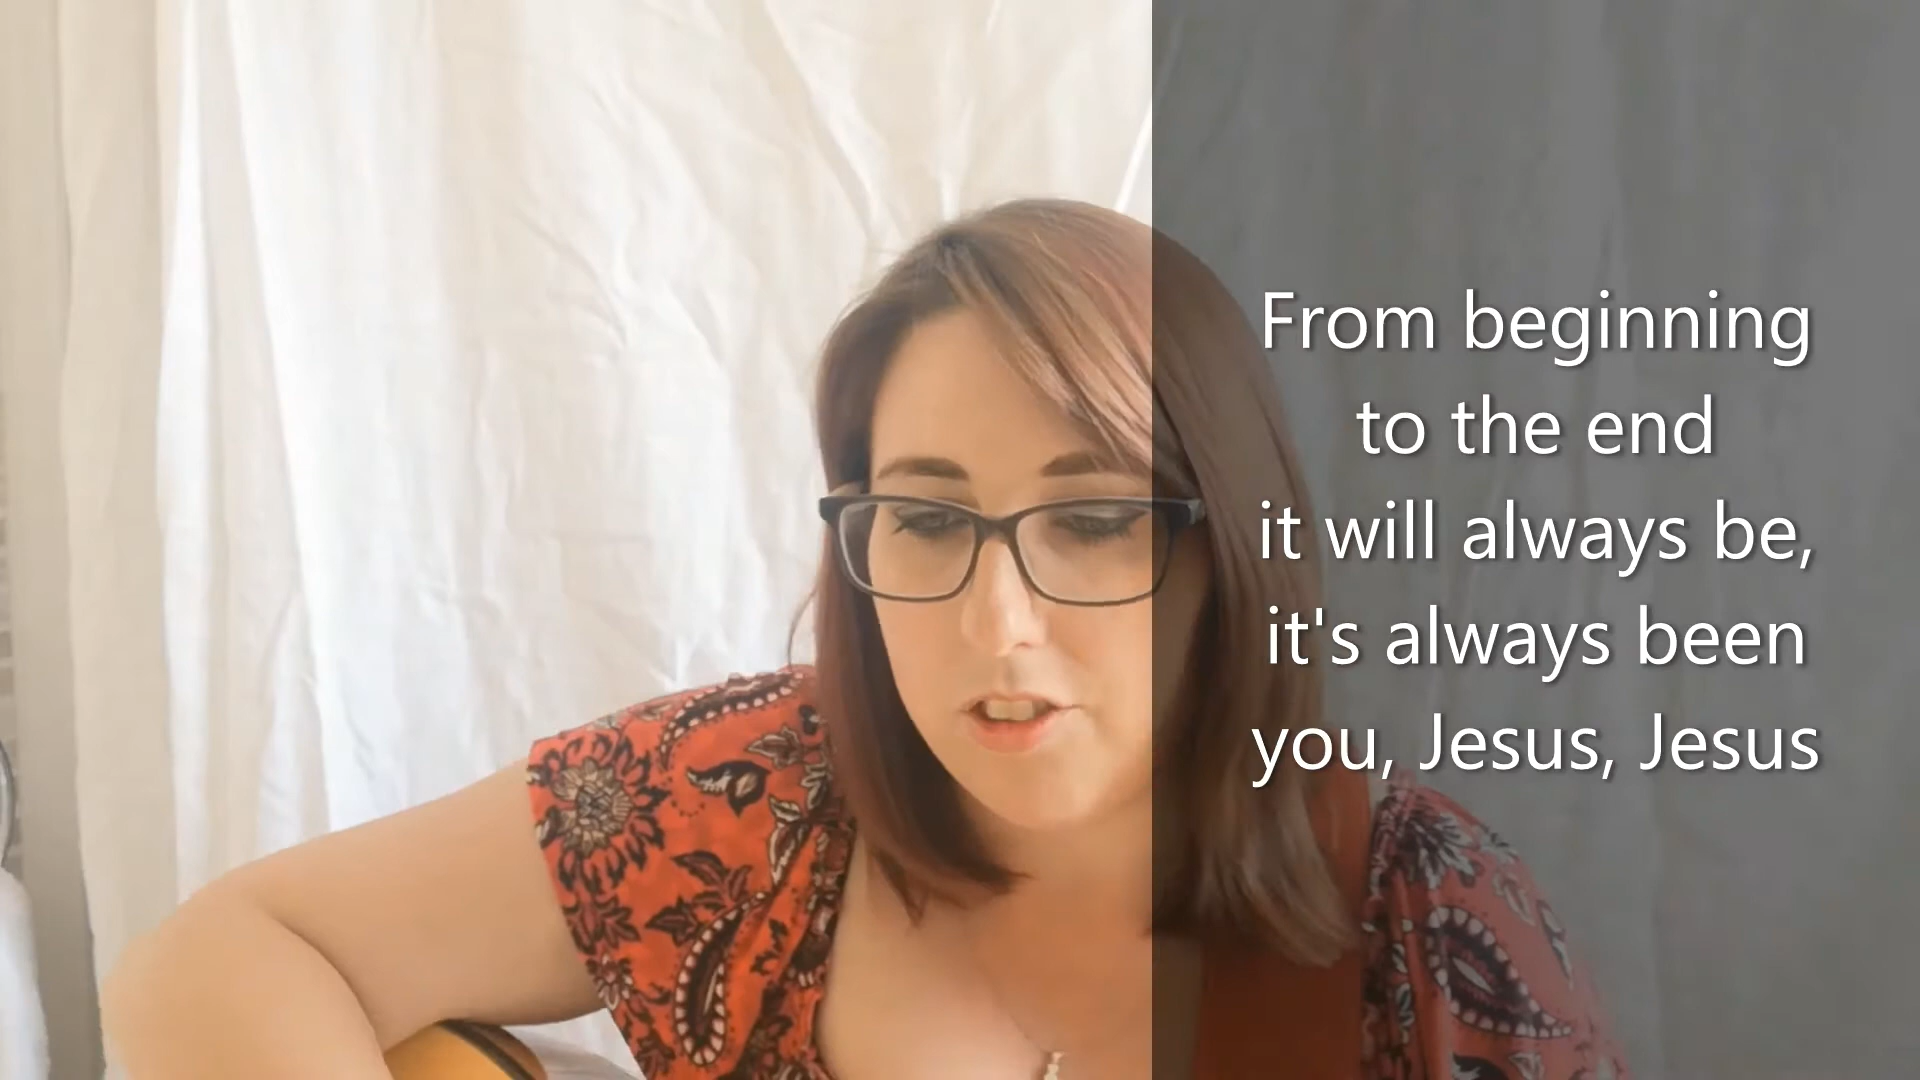 From beginning
to the end
it will always be,
it's always been
you, Jesus, Jesus